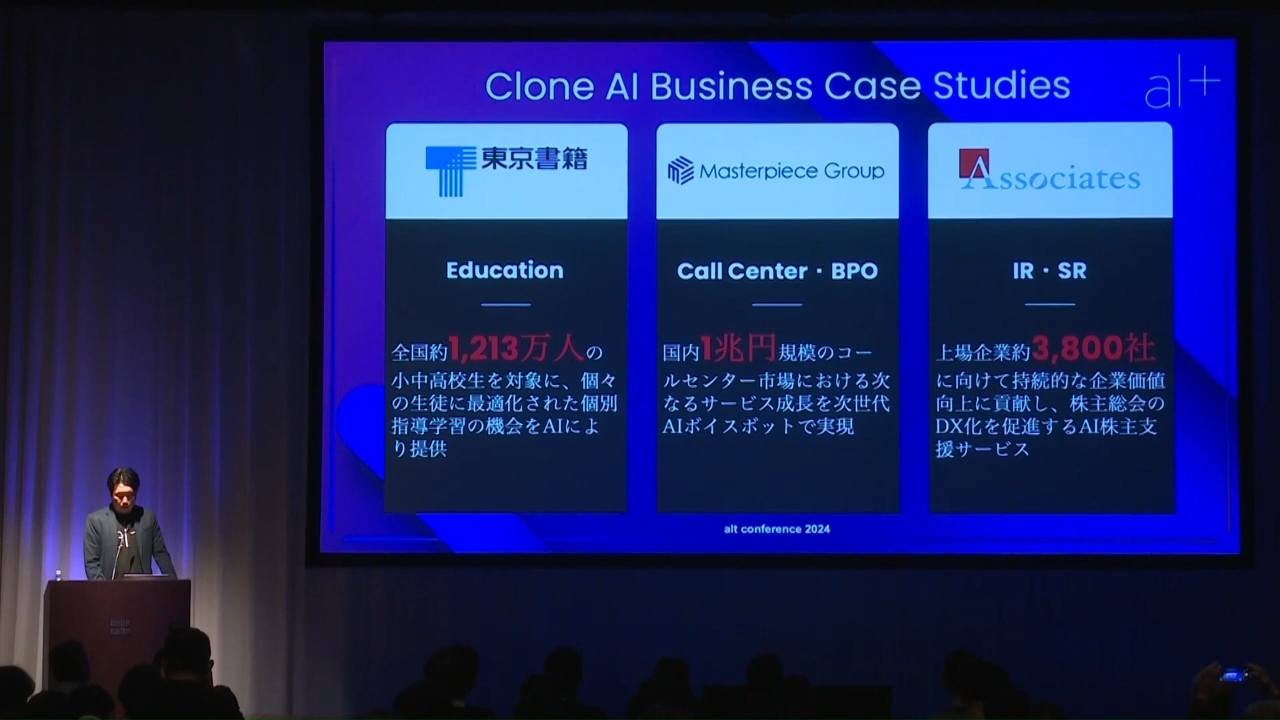 Clone AI Business Case Studies
al+
東京書籍
Education
全国約1,213万人の
小中高校生を対象に、個々
の生徒に最適化された個別
指導学習の機会をAIによ
り提供
Masterpiece Group
Call Center・BPO
国内1兆円規模のコー
ルセンター市場における次
なるサービス成長を次世代
AIボイスボットで実現
Associates
IR・SR
上場企業約3,800社
に向けて持続的な企業価値
向上に貢献し、株主総会の
DX化を促進するAI株主支
援サービス
alt conference 2024